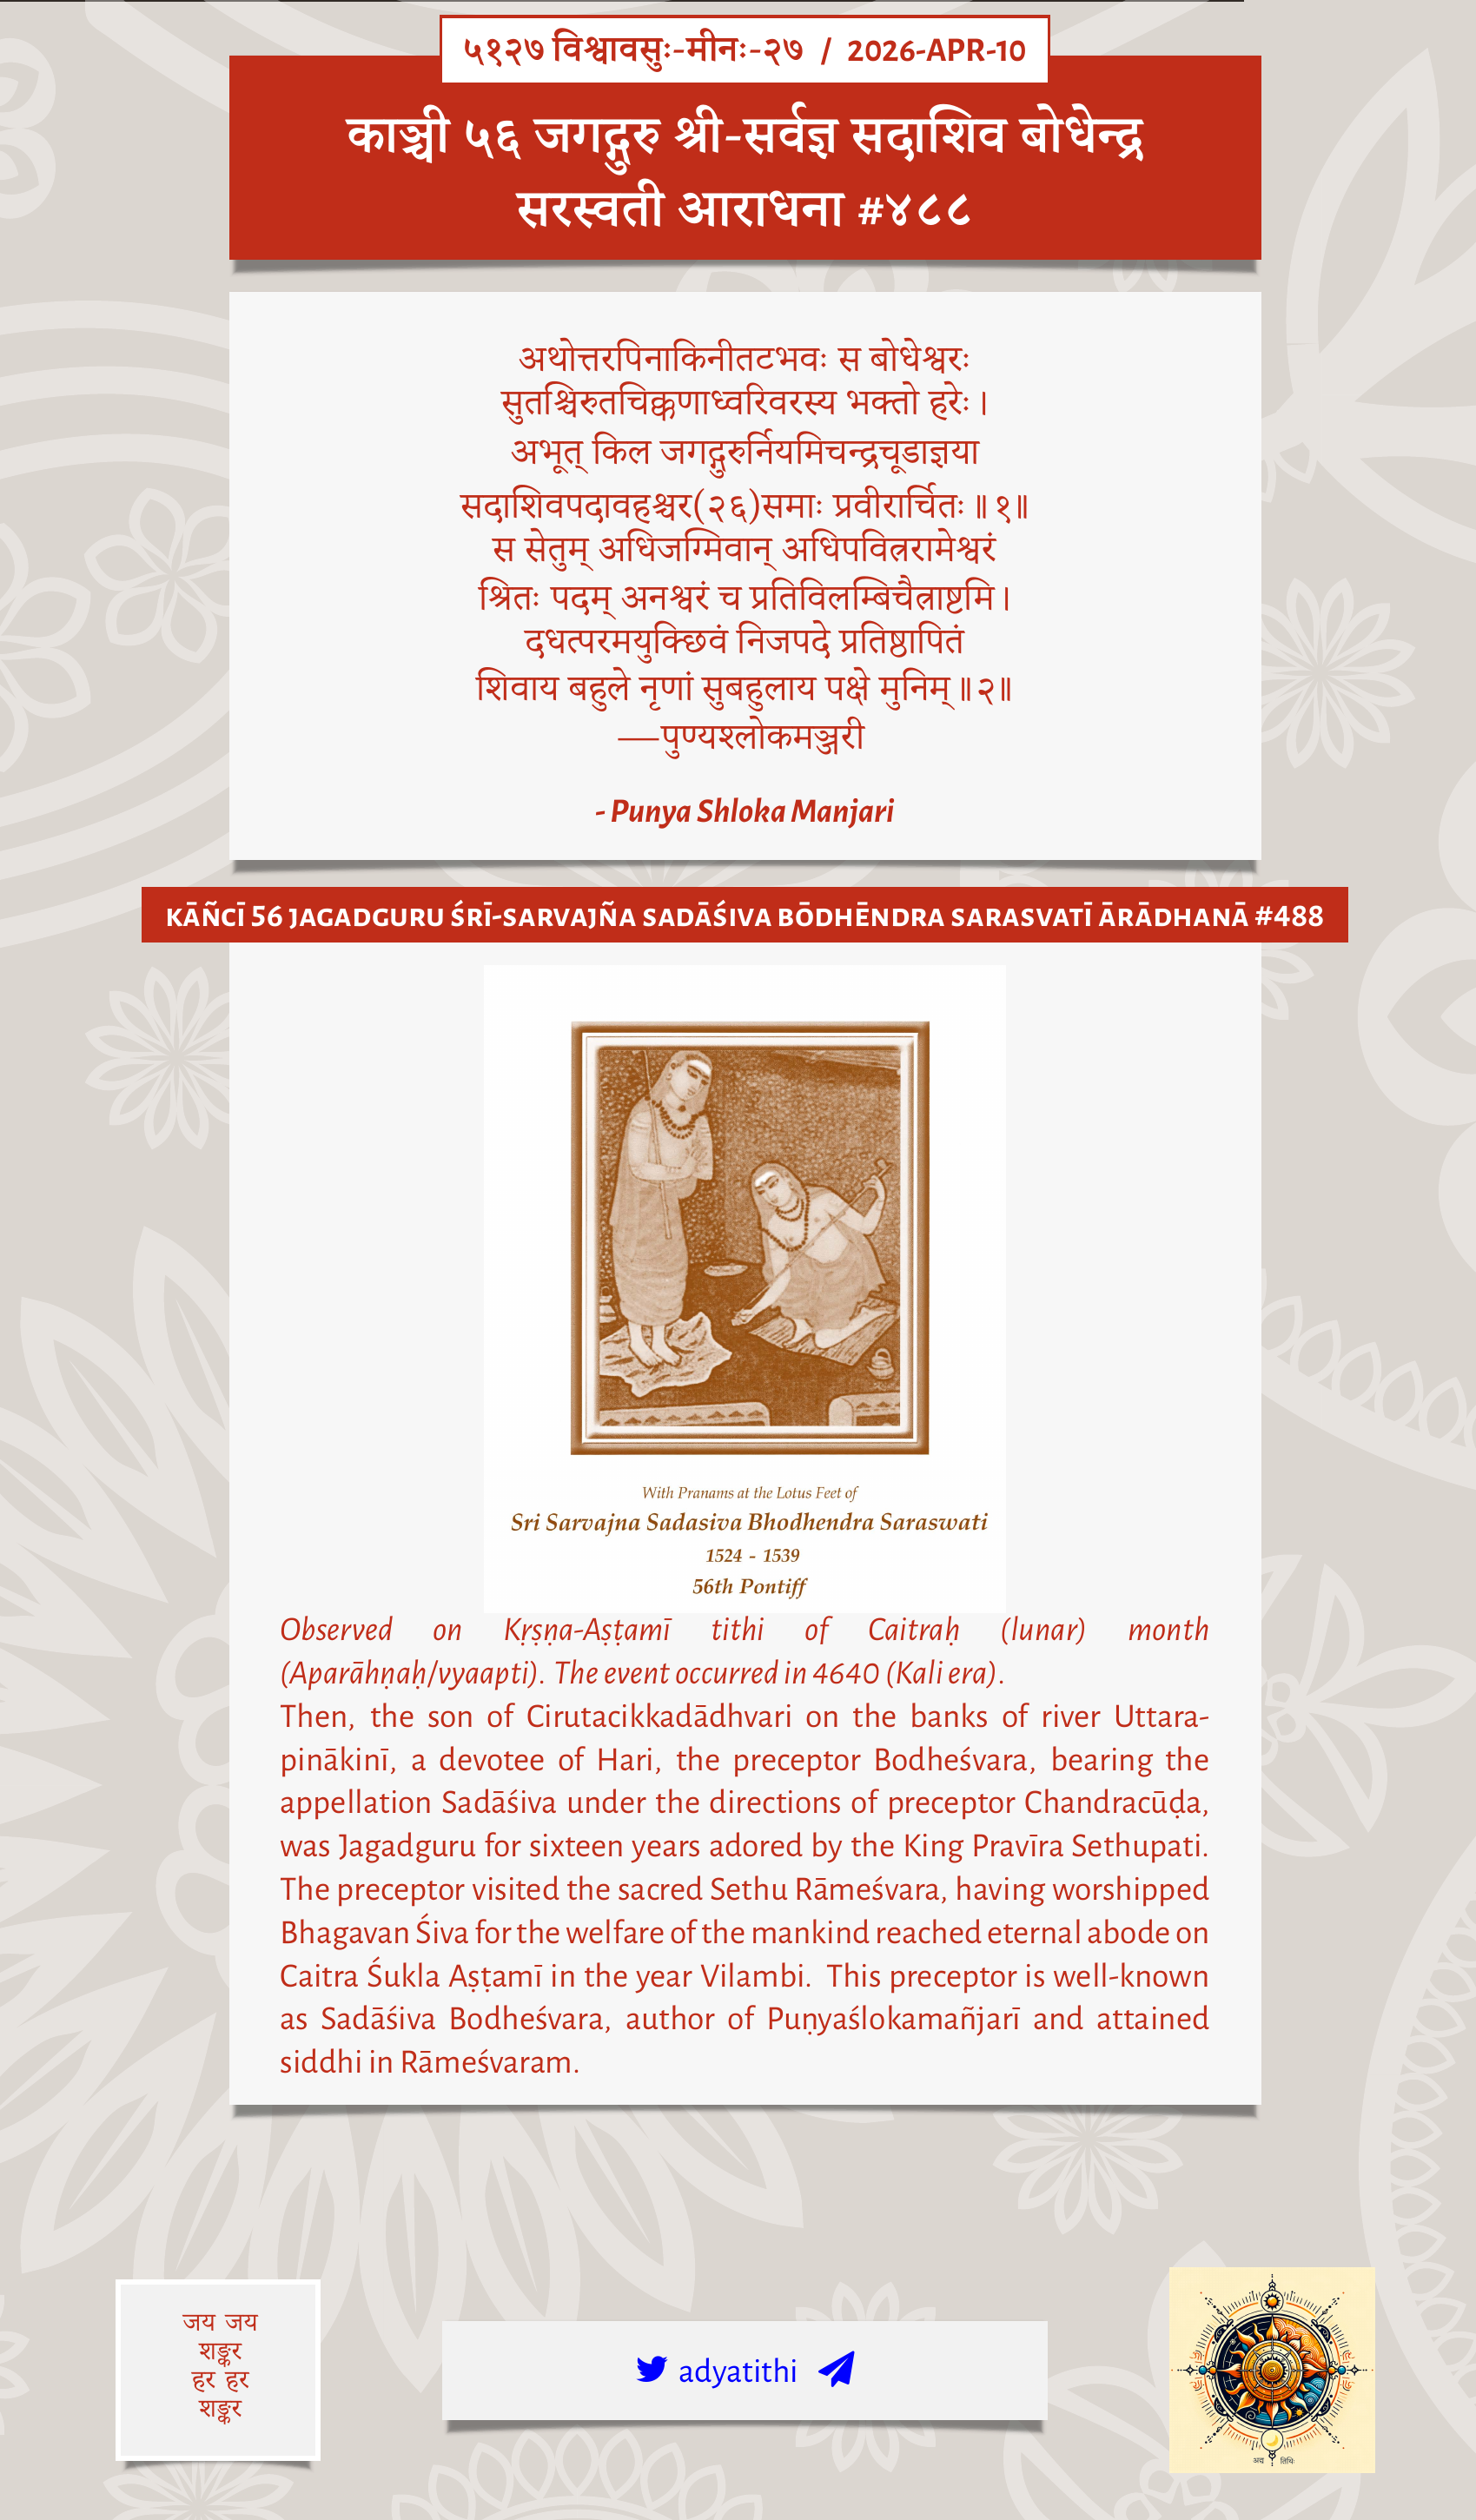 ५१२७ विश्वावसुः-मीनः-२७ / 2026-APR-10
काञ्ची ५६ जगद्गुरु श्री-सर्वज्ञ सदाशिव बोधेन्द्र
सरस्वती आराधना #४८८
अथोत्तरपिनाकिनीतटभवः स बोधेश्वरः
सुतश्चिरुतचिक्कणाध्वरिवरस्य भक्तो हरेः।
अभूत् किल जगद्गुरुर्नियमिचन्द्रचूडाज्ञया
सदाशिवपदावहश्चर(२६)समाः प्रवीरार्चितः॥१॥
स सेतुम् अधिजग्मिवान् अधिपवित्ररामेश्वरं
श्रितः पदम् अनश्वरं च प्रतिविलम्बिचैत्राष्टमि।
दधत्परमयुक्छिवं निजपदे प्रतिष्ठापितं
शिवाय बहुले नृणां सुबहुलाय पक्षे मुनिम्॥२॥
—पुण्यश्लोकमञ्जरी
- Punya Shloka Manjari
KĀÑCĪ 56 JAGADGURU ŚRĪ-SARVAJÑA SADĀŚIVA BŌDHĒNDRA SARASVATĪ ĀRĀDHANĀ #488
With Pranams at the Lotus Feet of
Sri Sarvajna Sadasiva Bhodhendra Saraswati
1524 - 1539
56th Pontiff
Observed on Kṛṣṇa-Aṣṭamī tithi of Caitraḥ (lunar) month
(Aparāhṇaḥ/vyaapti). The event occurred in 4640 (Kali era).
Then, the son of Cirutacikkadādhvari on the banks of river Uttara-
pinākinī, a devotee of Hari, the preceptor Bodheśvara, bearing the
appellation Sadāśiva under the directions of preceptor Chandracūḍa,
was Jagadguru for sixteen years adored by the King Pravīra Sethupati.
The preceptor visited the sacred Sethu Rāmeśvara, having worshipped
Bhagavan Śiva for the welfare of the mankind reached eternal abode on
Caitra Śukla Aṣṭamī in the year Vilambi. This preceptor is well-known
as Sadāśiva Bodheśvara, author of Puṇyaślokamañjarī and attained
siddhi in Rāmeśvaram.
जय जय
शङ्कर
हर हर
शङ्कर
adyatithi
अद्य तिथिः